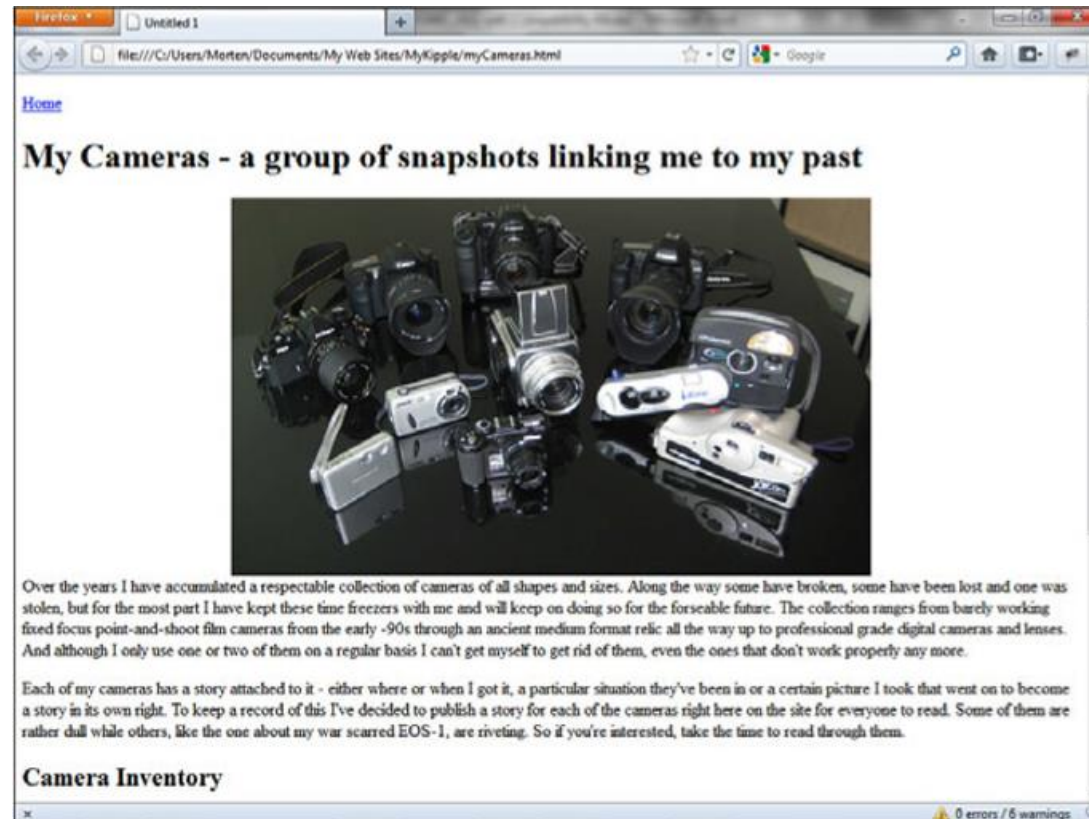 Firefox
Untitled 1
file:///C:/Users/Morten/Documents/My Web Sites/MyKipple/myCameras.html
Google
Home
My Cameras - a group of snapshots linking me to my past
Over the years I have accumulated a respectable collection of cameras of all shapes and sizes. Along the way some have broken, some have been lost and one was
stolen, but for the most part I have kept these time freezers with me and will keep on doing so for the forseable future. The collection ranges from barely working
fixed focus point-and-shoot film cameras from the early -90s through an ancient medium format relic all the way up to professional grade digital cameras and lenses.
And although I only use one or two of them on a regular basis I can't get myself to get rid of them, even the ones that don't work properly any more.
Each of my cameras has a story attached to it - either where or when I got it, a particular situation they've been in or a certain picture I took that went on to become
a story in its own right. To keep a record of this I've decided to publish a story for each of the cameras right here on the site for everyone to read. Some of them are
rather dull while others, like the one about my war scarred EOS-1, are riveting. So if you're interested, take the time to read through them.
Camera Inventory
0 errors / 6 warnings